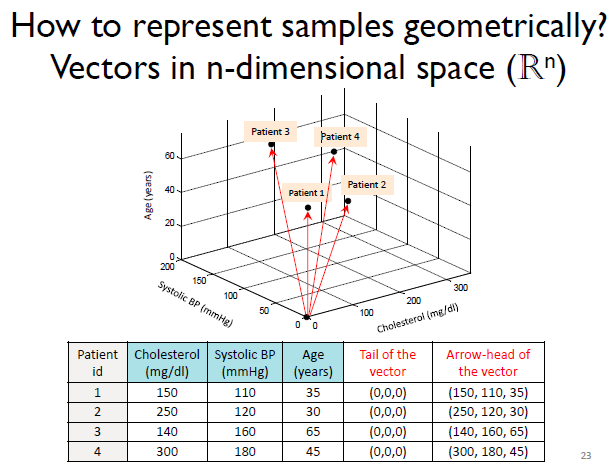 How to represent samples geometrically?
Vectors in n-dimensional space (ℝⁿ)
Patient 3
Patient 4
Patient 1
Patient 2
Age (years)
60
40
20
0
200
150
100
50
0
Systolic BP (mmHg)
0
100
200
300
Cholesterol (mg/dl)
Patient id Cholesterol (mg/dl) Systolic BP (mmHg) Age (years) Tail of the vector Arrow-head of the vector
1 150 110 35 (0,0,0) (150, 110, 35)
2 250 120 30 (0,0,0) (250, 120, 30)
3 140 160 65 (0,0,0) (140, 160, 65)
4 300 180 45 (0,0,0) (300, 180, 45)
23